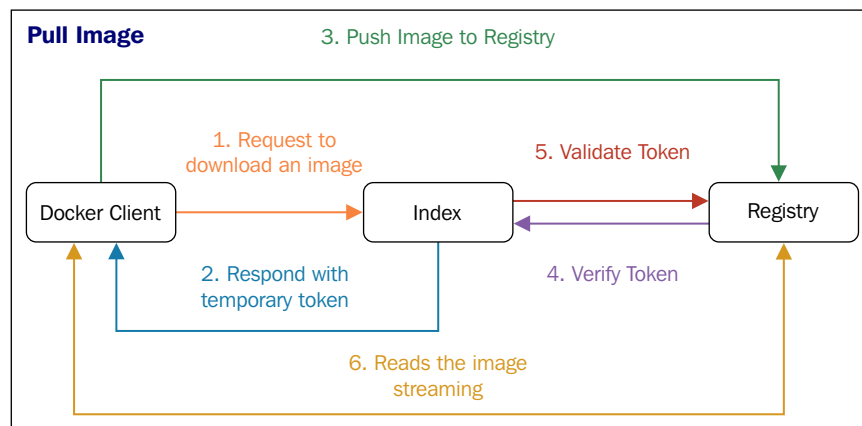 Pull Image
3. Push Image to Registry
1. Request to
download an image
5. Validate Token
Docker Client
Index
Registry
2. Respond with
temporary token
4. Verify Token
6. Reads the image
streaming